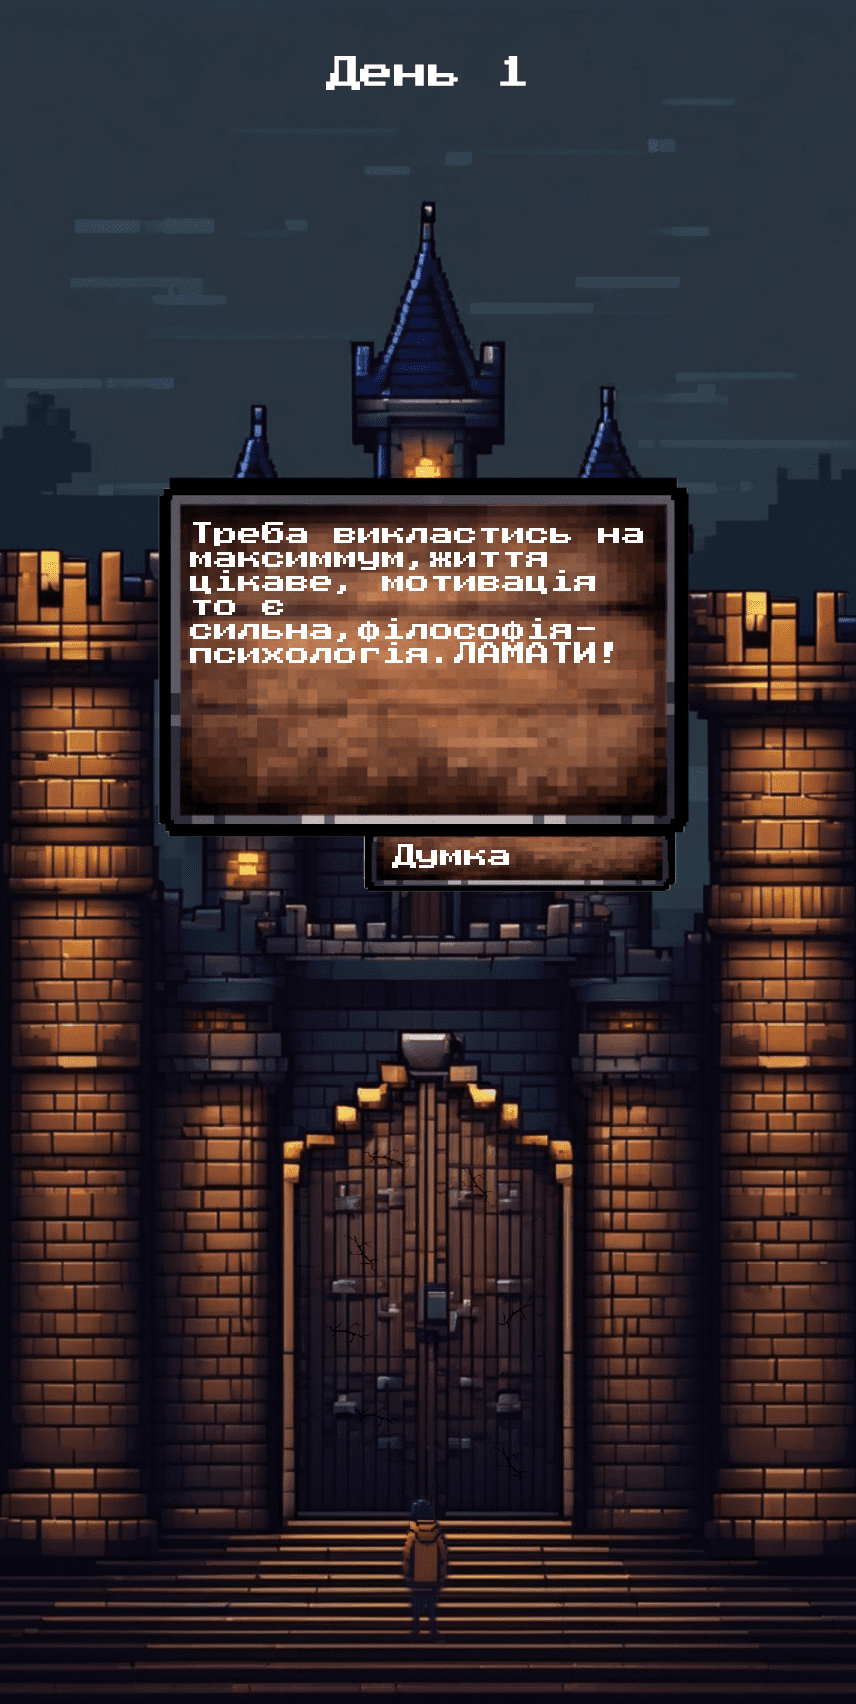 День 1
Треба викластись на
максиммум,життя
цікаве, мотивація
то є
сильна,філософія-
психологія.ЛАМАТИ!
Думка